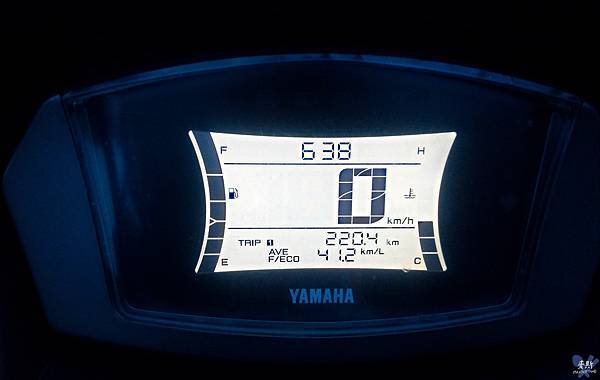 F 638 H
0 km/h
TRIP 1 220.4 km
AVE F/ECO 41.2 km/L
E C
YAMAHA